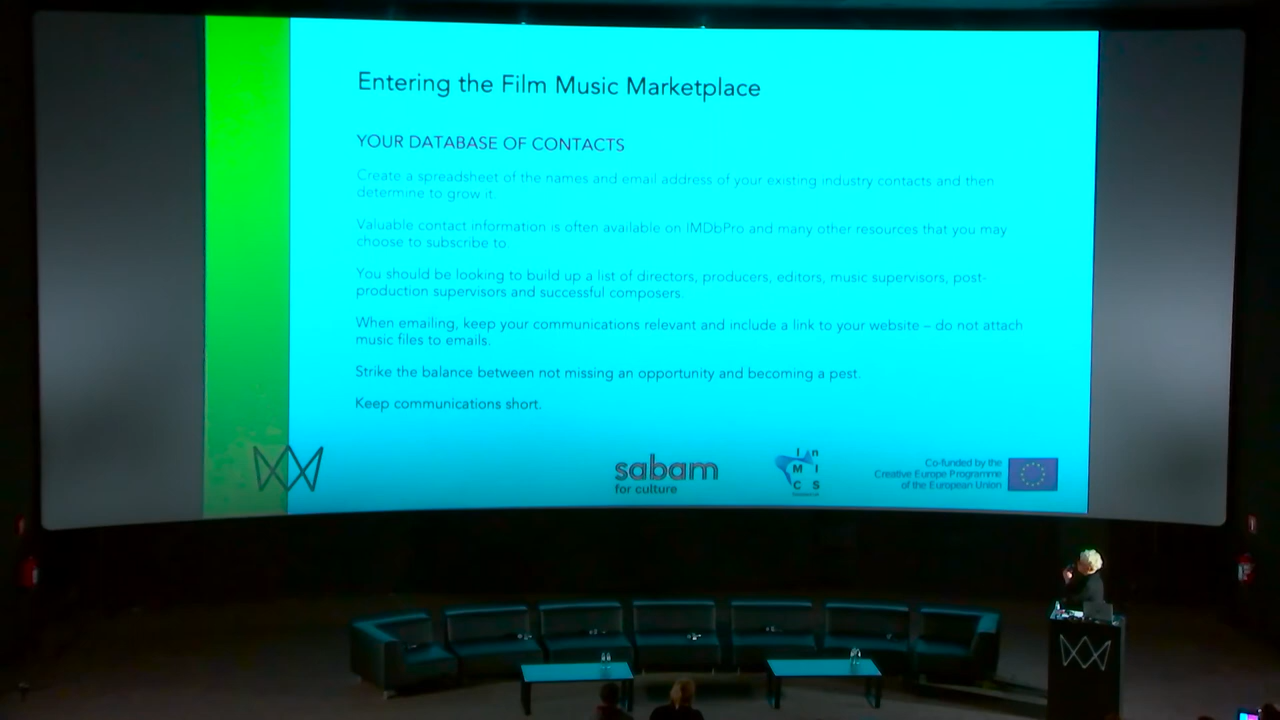 Entering the Film Music Marketplace
YOUR DATABASE OF CONTACTS
Create a spreadsheet of the names and email address of your existing industry contacts and then
determine to grow it.
Valuable contact information is often available on IMDbPro and many other resources that you may
choose to subscribe to.
You should be looking to build up a list of directors, producers, editors, music supervisors, post-
production supervisors and successful composers.
When emailing, keep your communications relevant and include a link to your website – do not attach
music files to emails.
Strike the balance between not missing an opportunity and becoming a pest.
Keep communications short.
sabam
for culture
I n
M I
C S
Co-funded by the
Creative Europe Programme
of the European Union